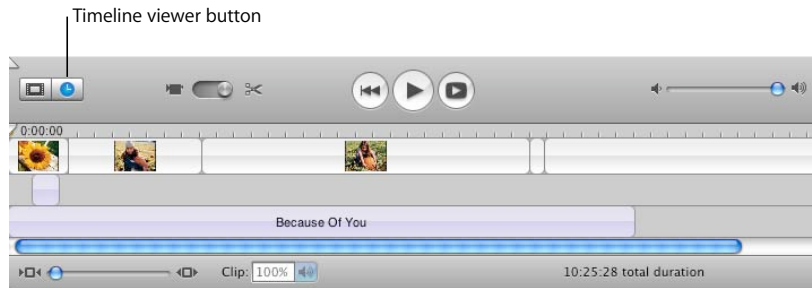 Timeline viewer button
0:00:00
Because Of You
Clip: 100%
10:25:28 total duration